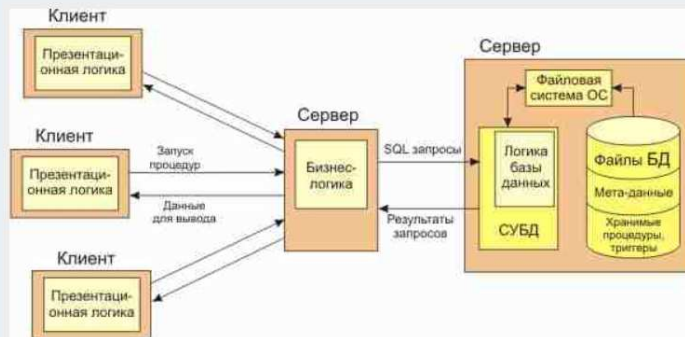 Клиент
Презентаци-
онная логика
Клиент
Презентаци-
онная логика
Клиент
Презентаци-
онная логика
Запуск
процедур
Данные
для вывода
Сервер
Бизнес-
логика
SQL запросы
Результаты
запросов
Сервер
Файловая
система ОС
Логика
базы
данных
СУБД
Файлы БД
Мета-данные
Хранимые
процедуры,
триггеры